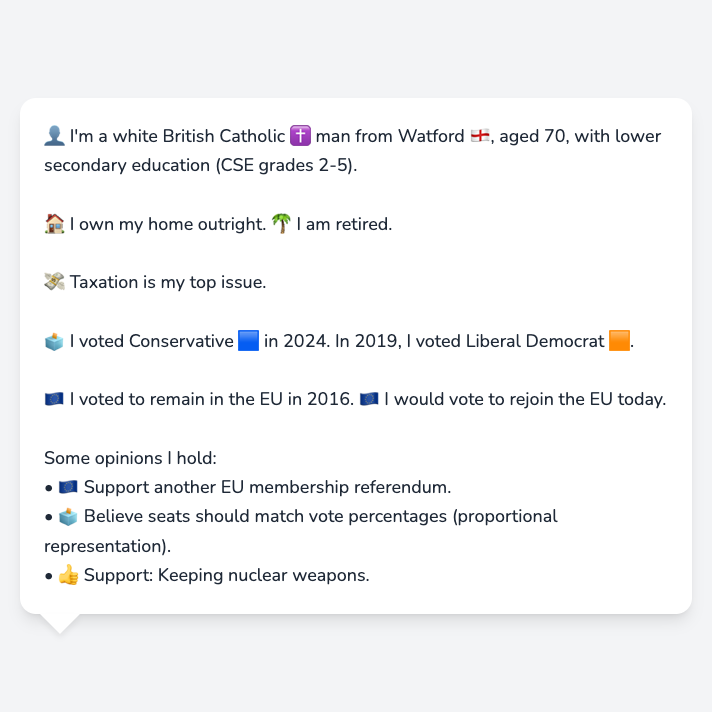 👤 I'm a white British Catholic ✝️ man from Watford 🏴󠁧󠁢󠁥󠁮󠁧󠁿, aged 70, with lower
secondary education (CSE grades 2-5).
🏠 I own my home outright. 🌴 I am retired.
💸 Taxation is my top issue.
🗳️ I voted Conservative 🟦 in 2024. In 2019, I voted Liberal Democrat 🟧.
🇪🇺 I voted to remain in the EU in 2016. 🇪🇺 I would vote to rejoin the EU today.
Some opinions I hold:
• 🇪🇺 Support another EU membership referendum.
• 🗳️ Believe seats should match vote percentages (proportional
representation).
• 👍 Support: Keeping nuclear weapons.